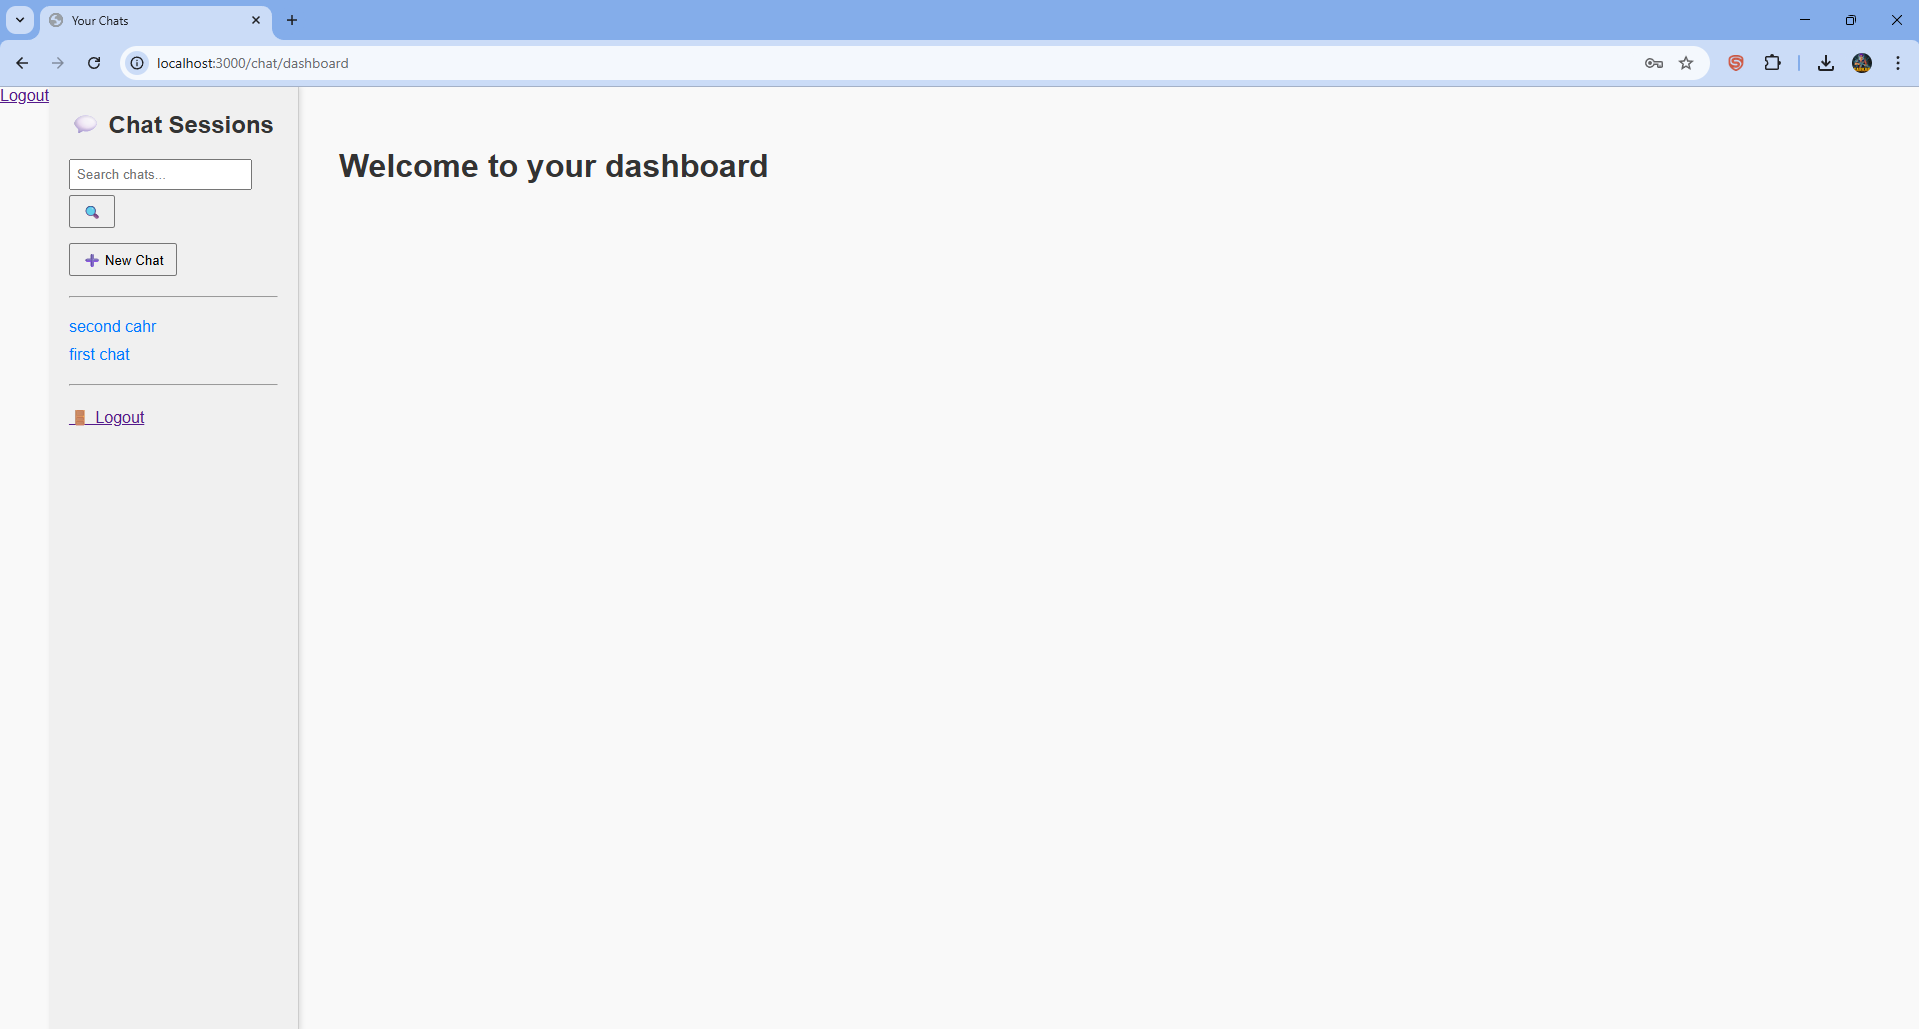 Your Chats
localhost:3000/chat/dashboard
Logout
Chat Sessions
Search chats...
New Chat
second cahr
first chat
Logout
Welcome to your dashboard